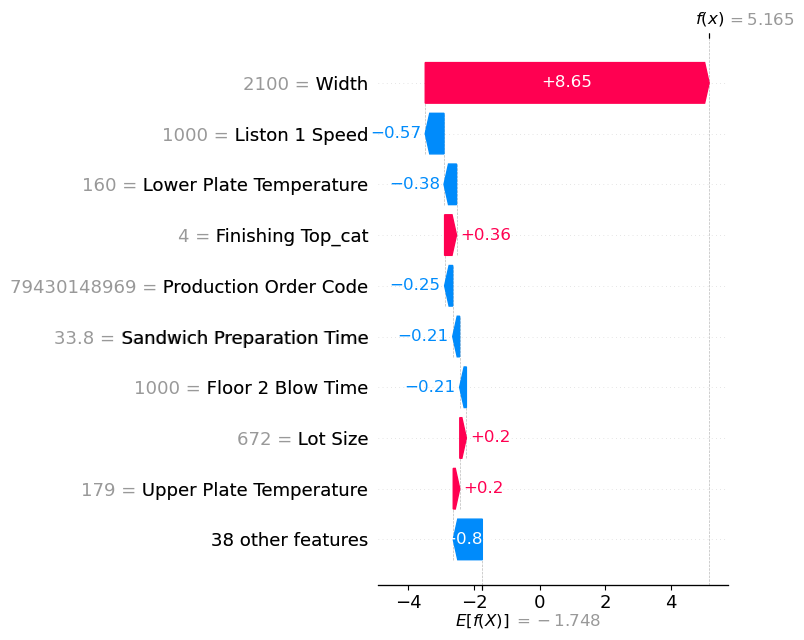 f(x) = 5.165
2100 = Width
+8.65
1000 = Liston 1 Speed
−0.57
160 = Lower Plate Temperature
−0.38
4 = Finishing Top_cat
+0.36
79430148969 = Production Order Code
−0.25
33.8 = Sandwich Preparation Time
−0.21
1000 = Floor 2 Blow Time
−0.21
672 = Lot Size
+0.2
179 = Upper Plate Temperature
+0.2
38 other features
−0.8
−4 −2 0 2 4
E[f(X)] = −1.748